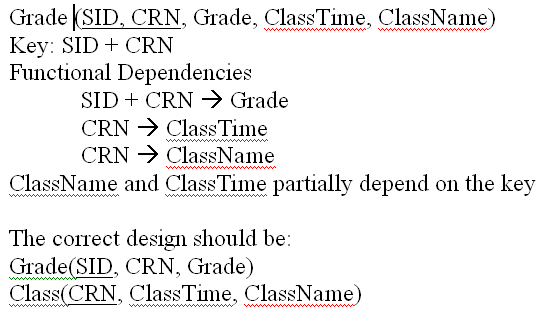 Grade (SID, CRN, Grade, ClassTime, ClassName)
Key: SID + CRN
Functional Dependencies
SID + CRN → Grade
CRN → ClassTime
CRN → ClassName
ClassName and ClassTime partially depend on the key
The correct design should be:
Grade(SID, CRN, Grade)
Class(CRN, ClassTime, ClassName)